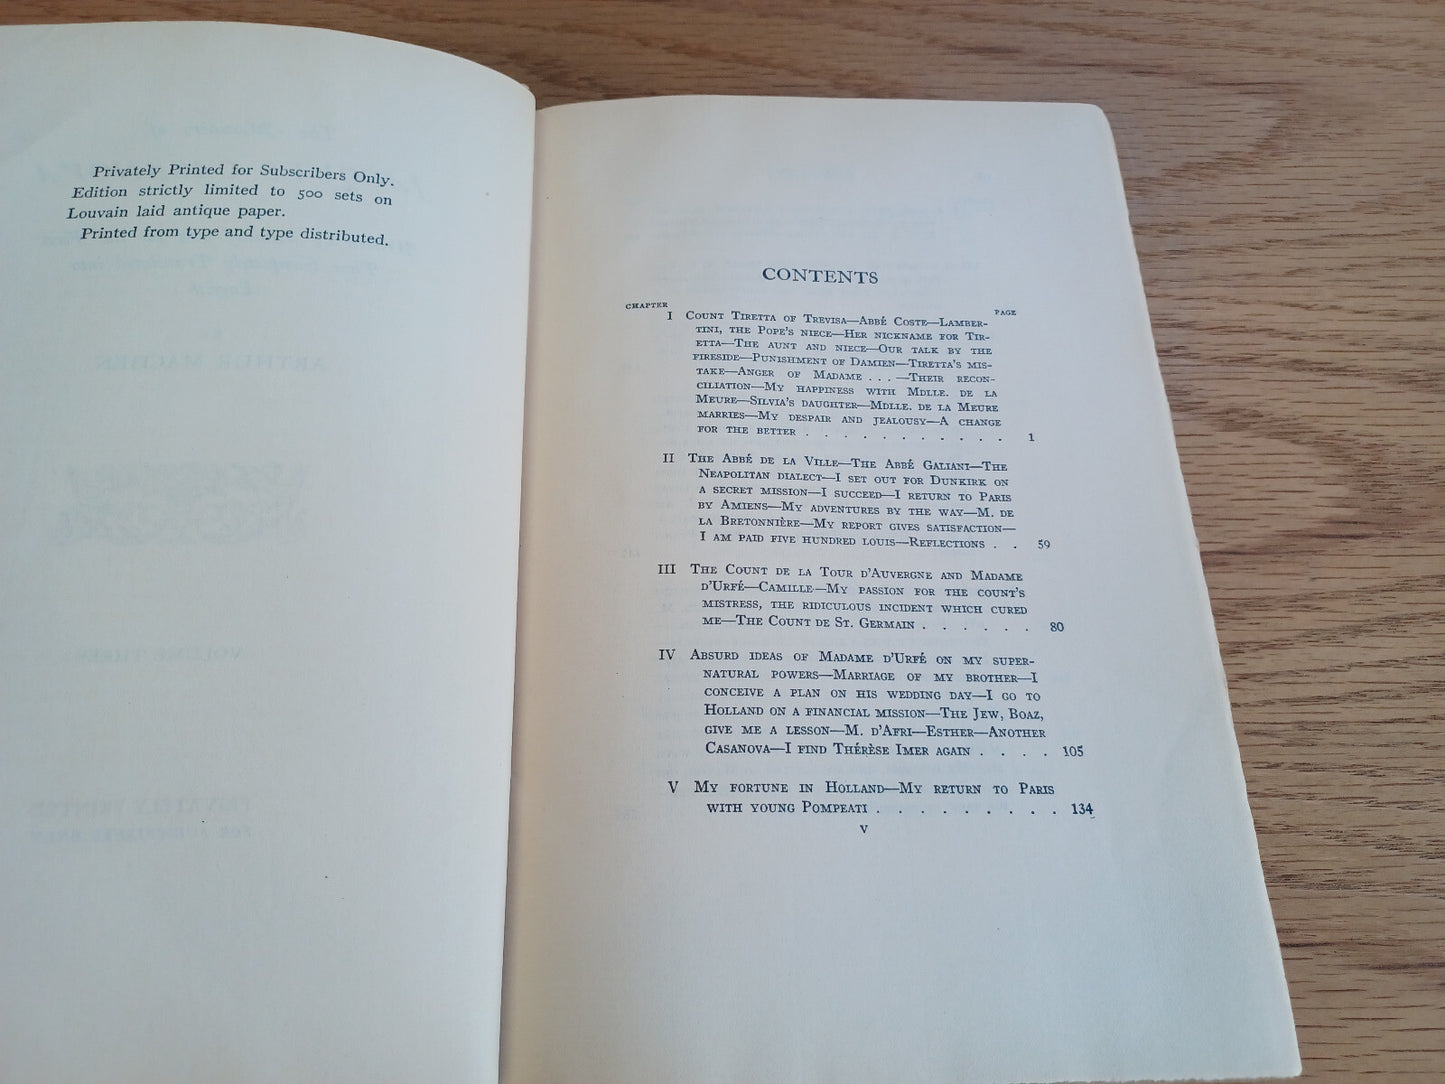 Privately Printed for Subscribers Only.
Edition strictly limited to 500 sets on
Louvain laid antique paper.
Printed from type and type distributed.
CONTENTS
CHAPTER
PAGE
I Count Tiretta of Trevisa—Abbé Coste—Lamber-
tini, the Pope's niece—Her nickname for Tir-
etta—The aunt and niece—Our talk by the
fireside—Punishment of Damien—Tiretta's mis-
take—Anger of Madame . . . —Their recon-
ciliation—My happiness with Mdlle. de la
Meure—Silvia's daughter—Mdlle. de la Meure
marries—My despair and jealousy—A change
for the better . . . . . . . . . . . 1
II The Abbé de la Ville—The Abbé Galiani—The
Neapolitan dialect—I set out for Dunkirk on
a secret mission—I succeed—I return to Paris
by Amiens—My adventures by the way—M. de
la Bretonnière—My report gives satisfaction—
I am paid five hundred louis—Reflections . . 59
III The Count de la Tour d'Auvergne and Madame
d'Urfé—Camille—My passion for the count's
mistress, the ridiculous incident which cured
me—The Count de St. Germain . . . . . . 80
IV Absurd ideas of Madame d'Urfé on my super-
natural powers—Marriage of my brother—I
conceive a plan on his wedding day—I go to
Holland on a financial mission—The Jew, Boaz,
give me a lesson—M. d'Afri—Esther—Another
Casanova—I find Thérèse Imer again . . . . 105
V My fortune in Holland—My return to Paris
with young Pompeati . . . . . . . . . 134
v
ARTHUR MACHEN
VOLUME THREE